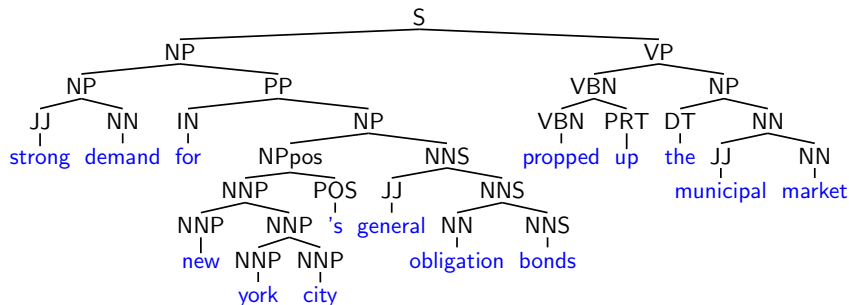 S
NP VP
NP PP VBN NP
JJ NN IN NP VBN PRT DT NN
strong demand for NPpos NNS propped up the JJ NN
NNP POS JJ NNS municipal market
NNP NNP 's general NN NNS
new NNP NNP obligation bonds
york city